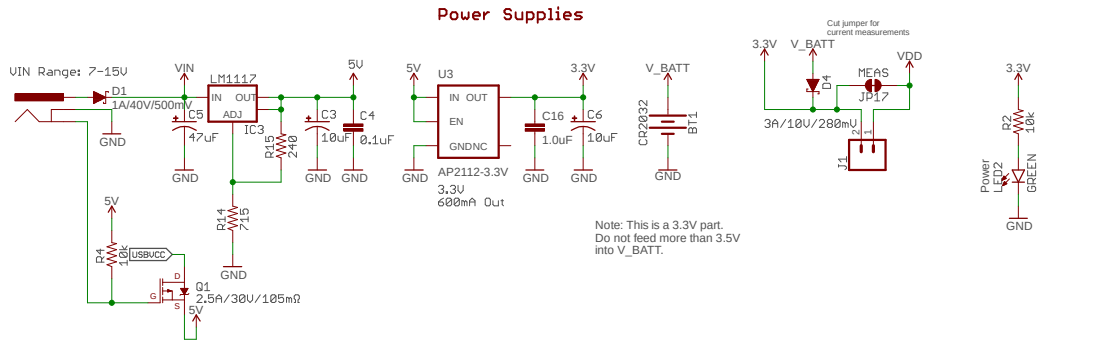 Power Supplies
VIN Range: 7-15V
D1
1A/40V/500mV
GND
VIN
C5
47uF
GND
LM1117
IN
OUT
ADJ
IC3
R15
240
R14
715
GND
C3
10uF
GND
5V
C4
0.1uF
GND
5V
R4
10k
USBVCC
D
G
S
Q1
2.5A/30V/105mΩ
5V
5V
GND
U3
IN OUT
EN
GNDNC
AP2112-3.3V
3.3V
600mA Out
C16
1.0uF
GND
3.3V
C6
10uF
GND
V_BATT
CR2032
BT1
GND
Note: This is a 3.3V part.
Do not feed more than 3.5V
into V_BATT.
Cut jumper for
current measurements
3.3V
V_BATT
D4
3A/10V/280mV
MEAS
JP17
VDD
2
1
J1
3.3V
R2
10k
Power
LED2
GREEN
GND